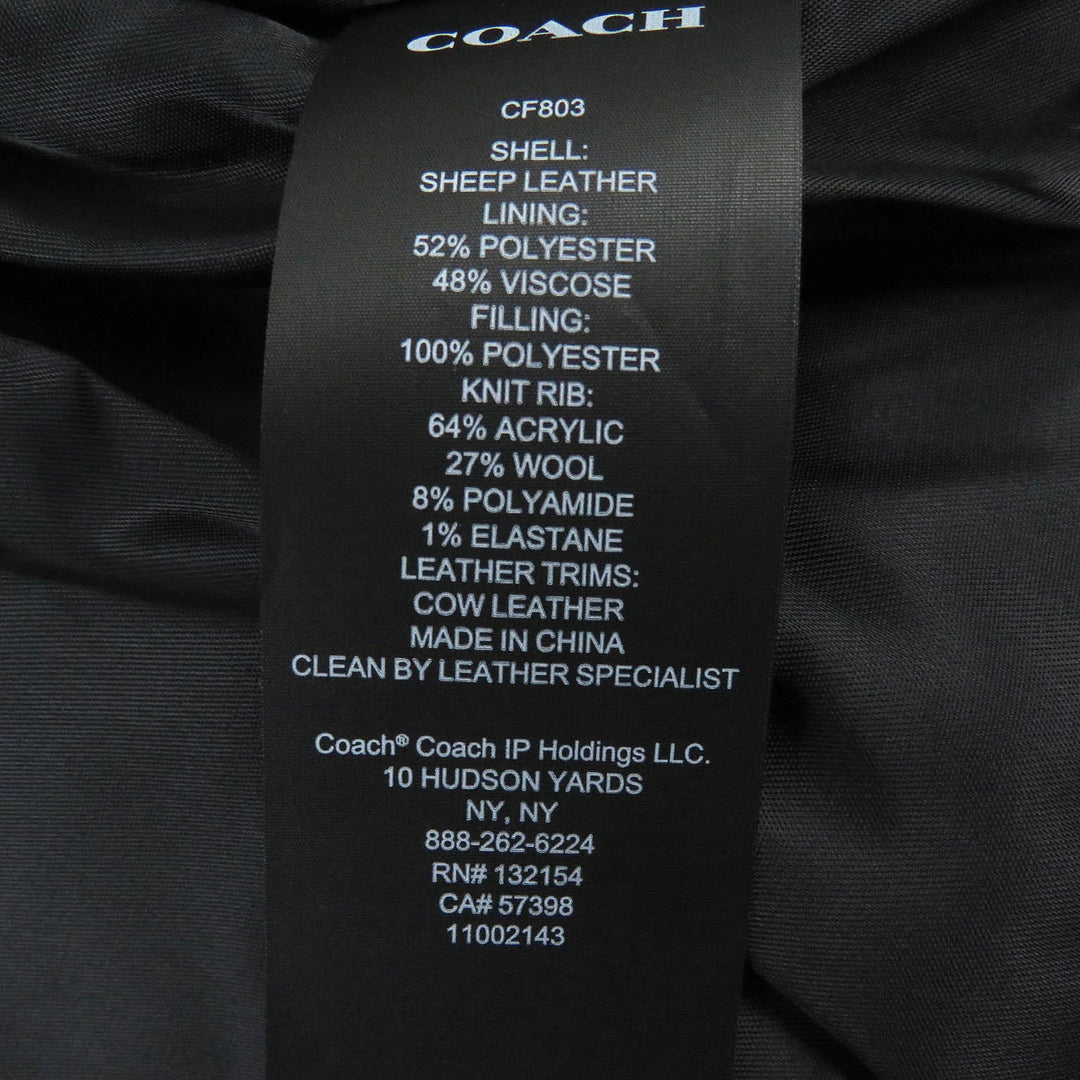 COACH
CF803
SHELL:
SHEEP LEATHER
LINING:
52% POLYESTER
48% VISCOSE
FILLING:
100% POLYESTER
KNIT RIB:
64% ACRYLIC
27% WOOL
8% POLYAMIDE
1% ELASTANE
LEATHER TRIMS:
COW LEATHER
MADE IN CHINA
CLEAN BY LEATHER SPECIALIST
Coach® Coach IP Holdings LLC.
10 HUDSON YARDS
NY, NY
888-262-6224
RN# 132154
CA# 57398
11002143